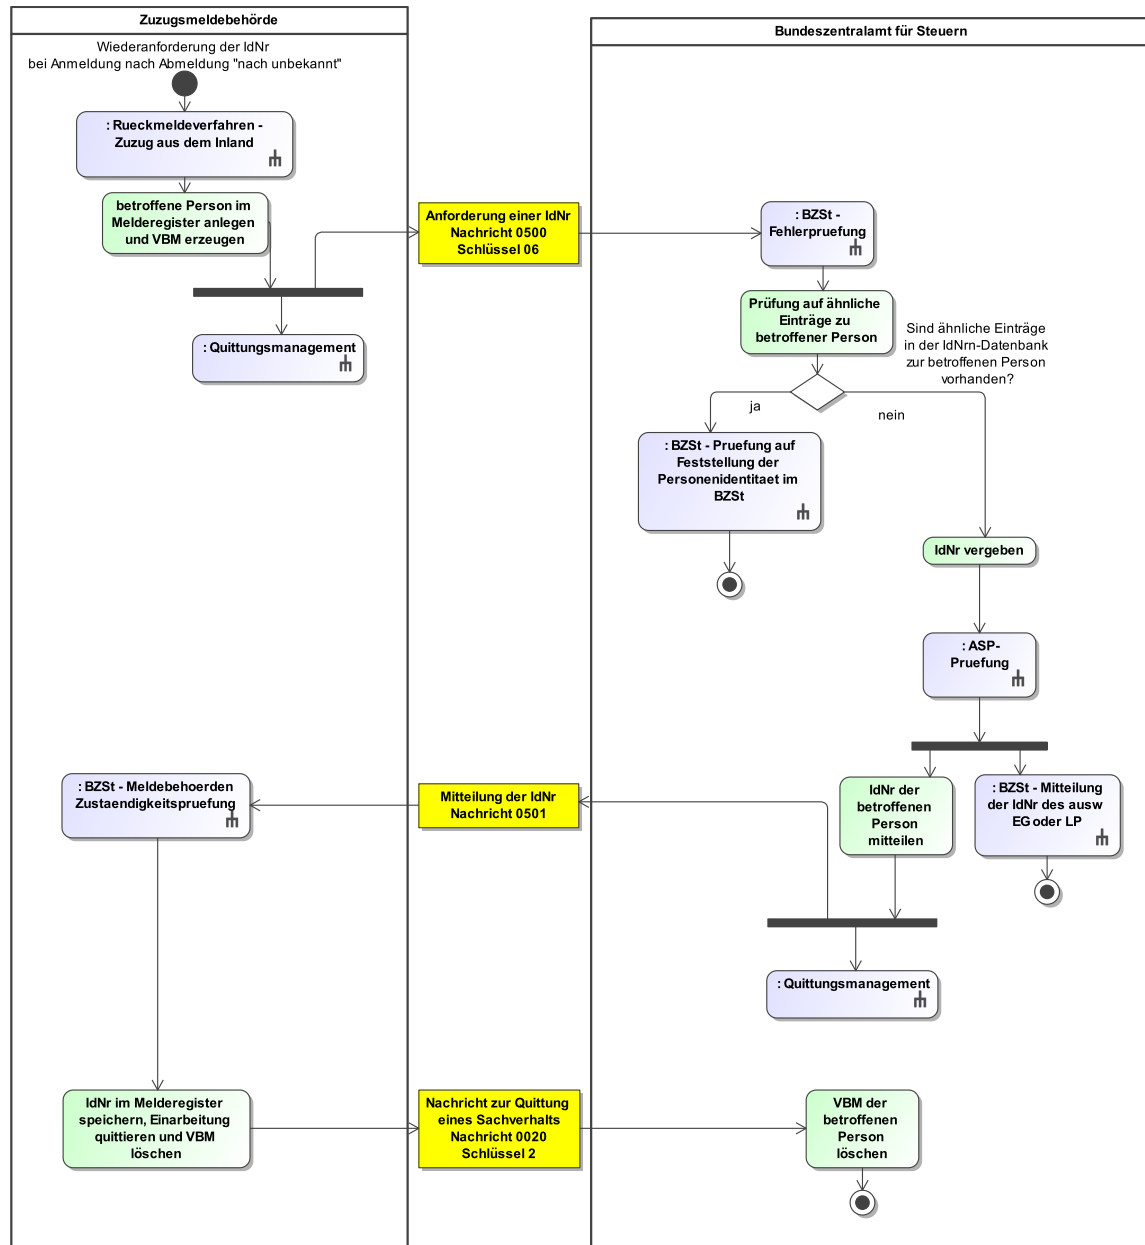 Zuzugsmeldebehörde
Wiederanforderung der IdNr
bei Anmeldung nach Abmeldung "nach unbekannt"
: Rueckmeldeverfahren -
Zuzug aus dem Inland
betroffene Person im
Melderegister anlegen
und VBM erzeugen
: Quittungsmanagement
Anforderung einer IdNr
Nachricht 0500
Schlüssel 06
Bundeszentralamt für Steuern
: BZSt -
Fehlerpruefung
Prüfung auf ähnliche
Einträge zu
betroffener Person
Sind ähnliche Einträge
in der IdNrn-Datenbank
zur betroffenen Person
vorhanden?
ja
nein
: BZSt - Pruefung auf
Feststellung der
Personenidentitaet im
BZSt
IdNr vergeben
: ASP-
Pruefung
IdNr der
betroffenen
Person
mitteilen
: BZSt - Mitteilung
der IdNr des ausw
EG oder LP
: Quittungsmanagement
Mitteilung der IdNr
Nachricht 0501
: BZSt - Meldebehoerden
Zustaendigkeitspruefung
IdNr im Melderegister
speichern, Einarbeitung
quittieren und VBM
löschen
Nachricht zur Quittung
eines Sachverhalts
Nachricht 0020
Schlüssel 2
VBM der
betroffenen
Person
löschen